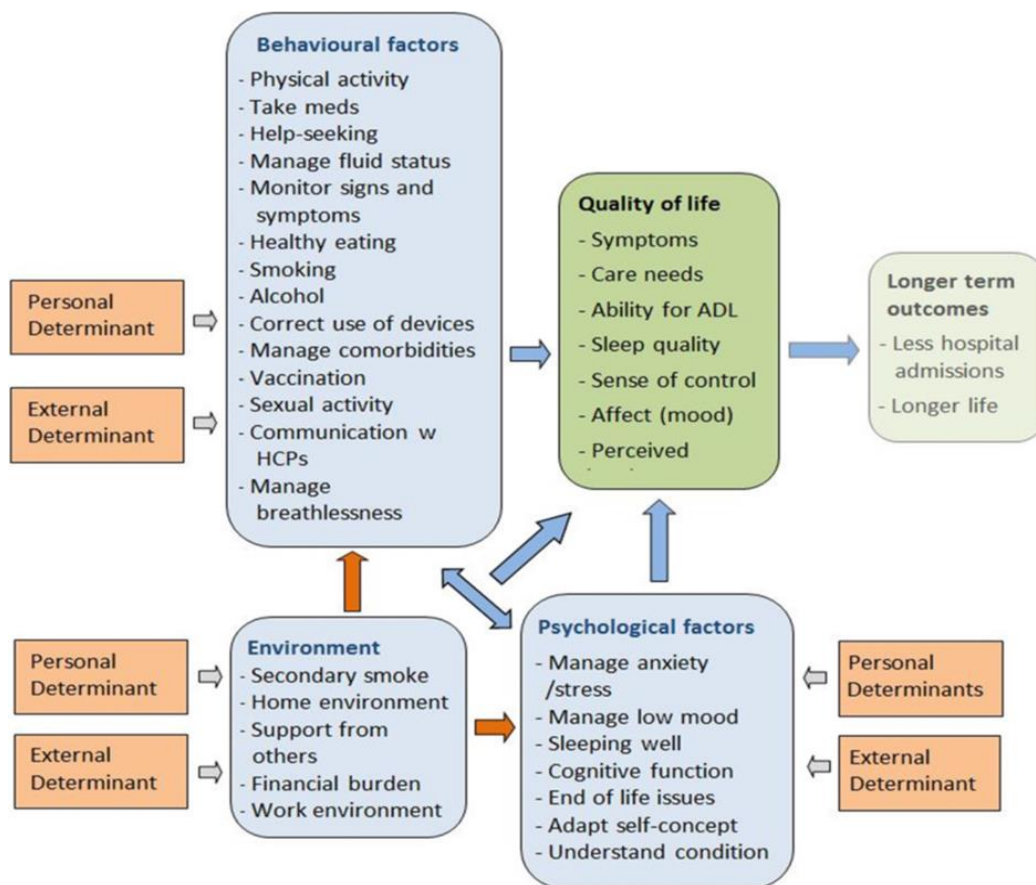 Behavioural factors
- Physical activity
- Take meds
- Help-seeking
- Manage fluid status
- Monitor signs and
symptoms
- Healthy eating
- Smoking
- Alcohol
- Correct use of devices
- Manage comorbidities
- Vaccination
- Sexual activity
- Communication w
HCPs
- Manage
breathlessness
Personal
Determinant
External
Determinant
Quality of life
- Symptoms
- Care needs
- Ability for ADL
- Sleep quality
- Sense of control
- Affect (mood)
- Perceived
Longer term
outcomes
- Less hospital
admissions
- Longer life
Personal
Determinant
External
Determinant
Environment
- Secondary smoke
- Home environment
- Support from
others
- Financial burden
- Work environment
Psychological factors
- Manage anxiety
/stress
- Manage low mood
- Sleeping well
- Cognitive function
- End of life issues
- Adapt self-concept
- Understand condition
Personal
Determinants
External
Determinant